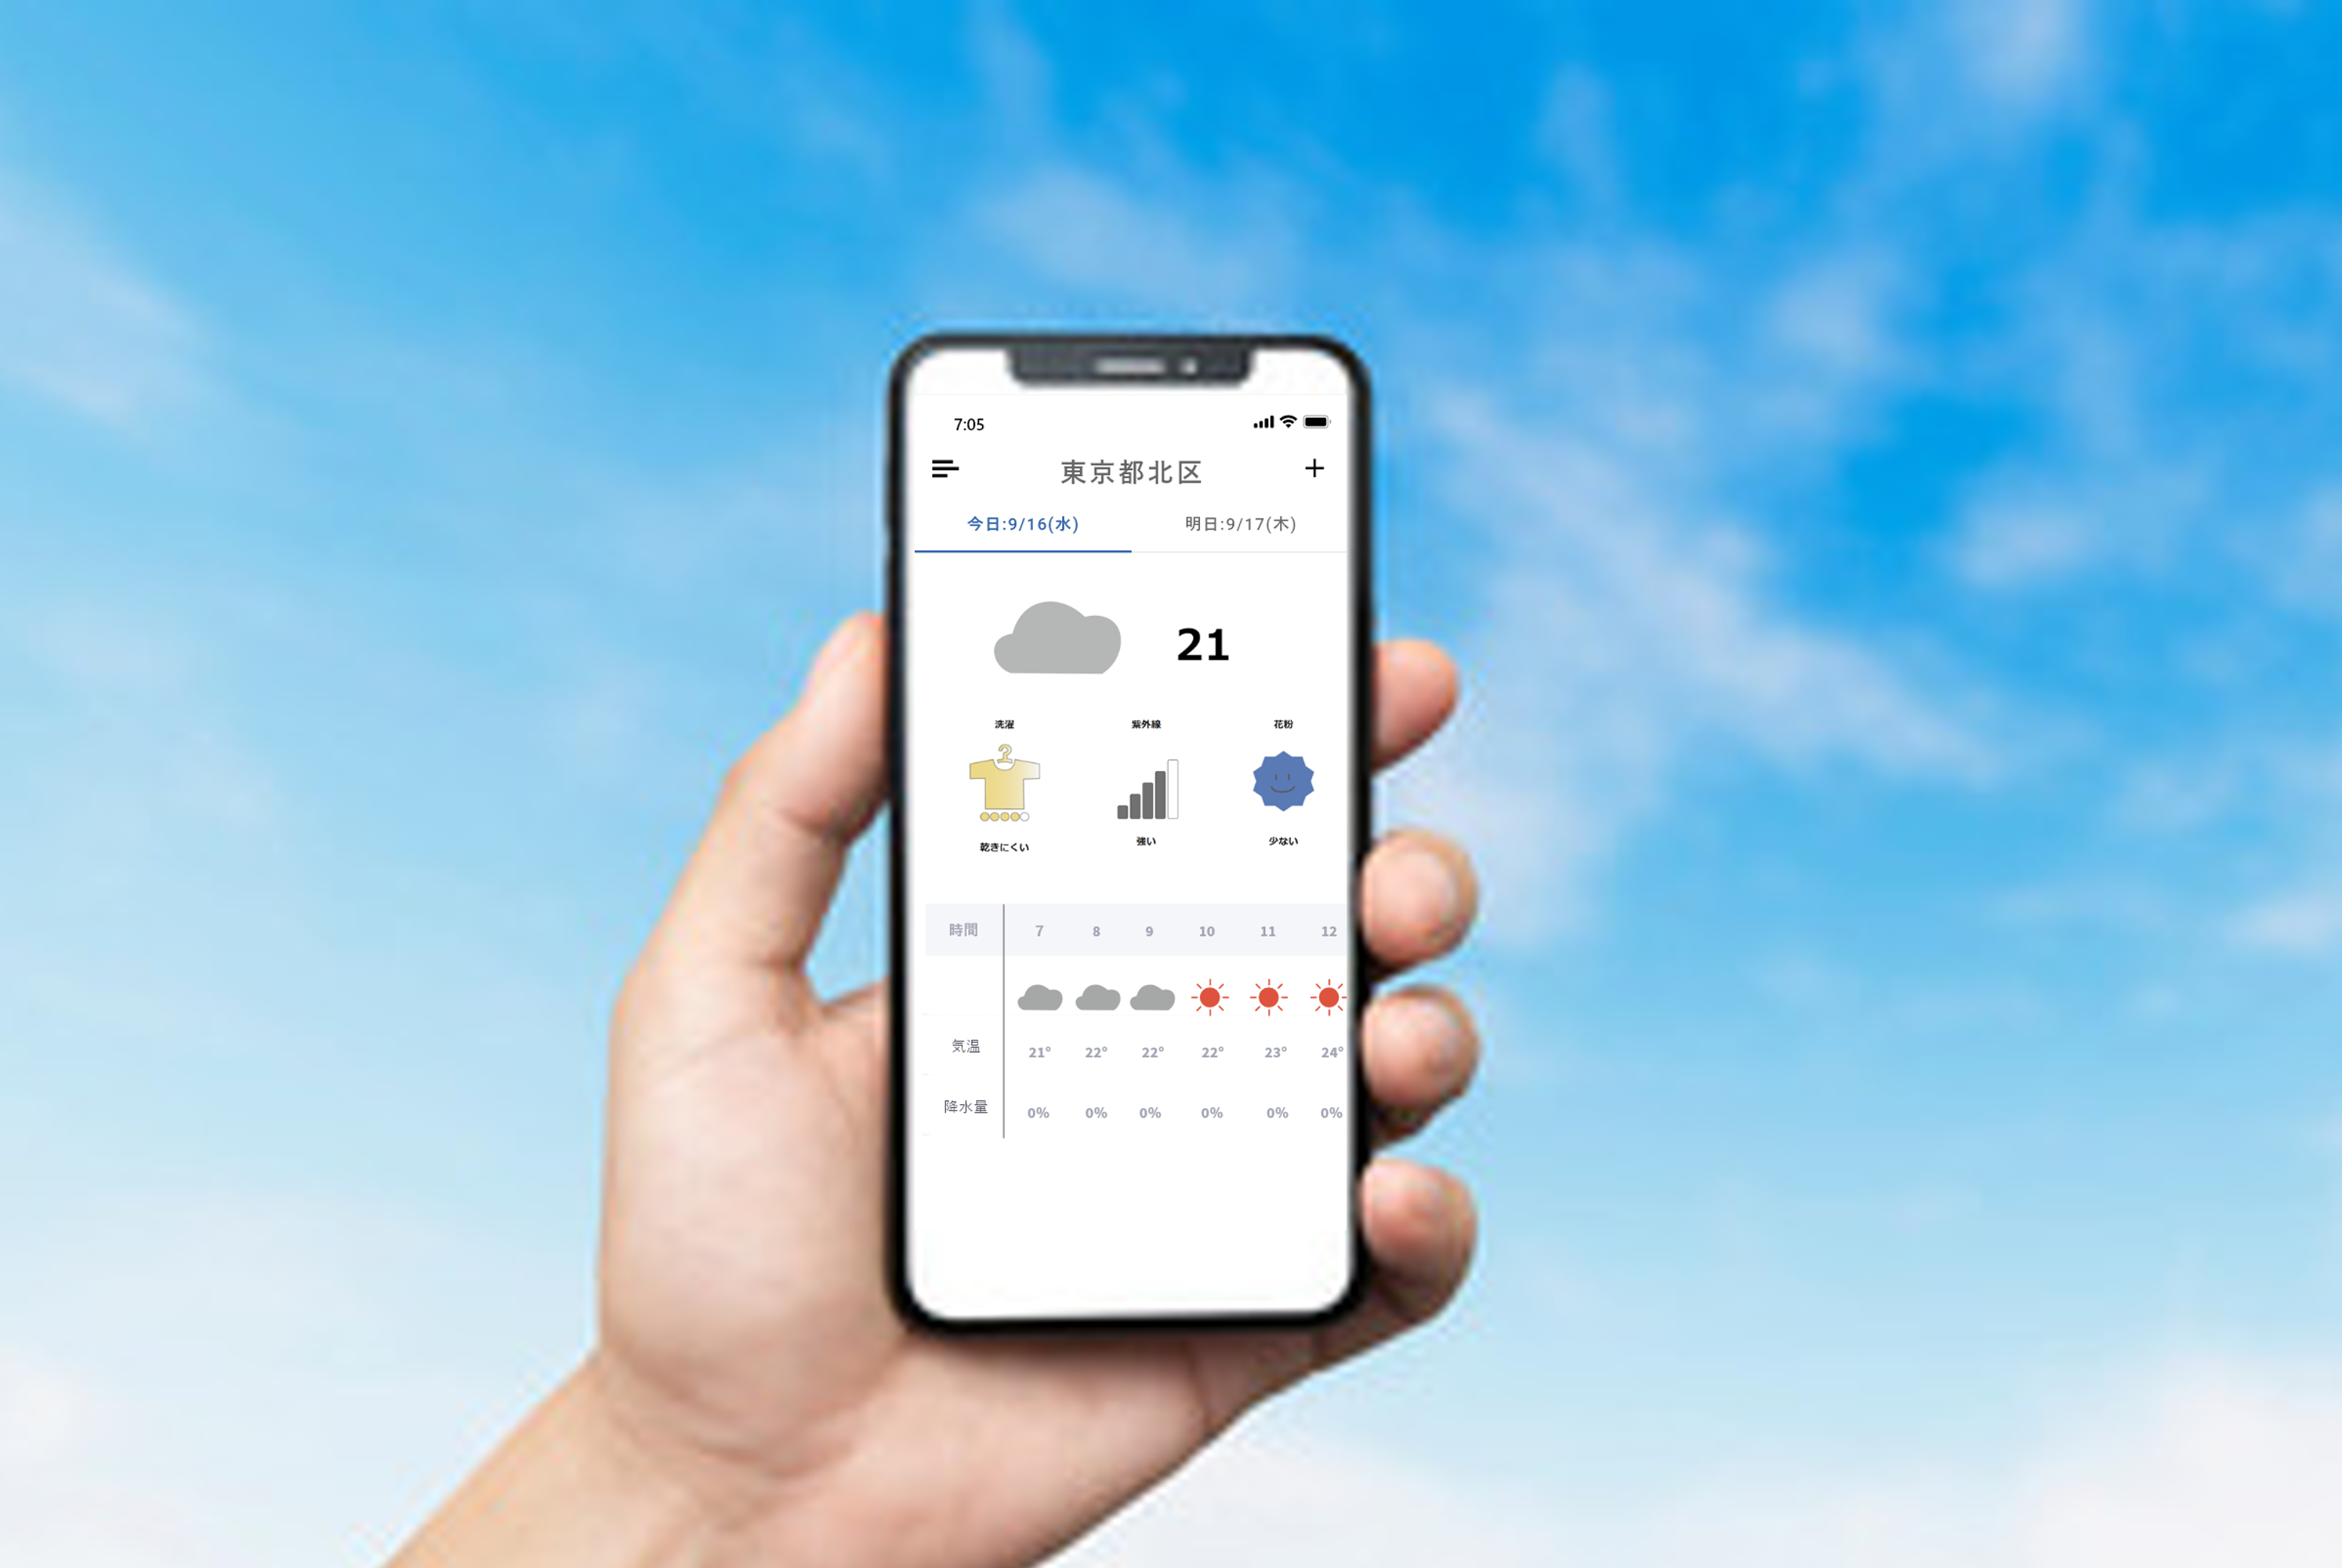 7:05
東京都北区
今日:9/16(水) 明日:9/17(木)
21
洗濯 紫外線 花粉
乾きにくい 強い 少ない
時間 7 8 9 10 11 12
気温 21° 22° 22° 22° 23° 24°
降水量 0% 0% 0% 0% 0% 0%